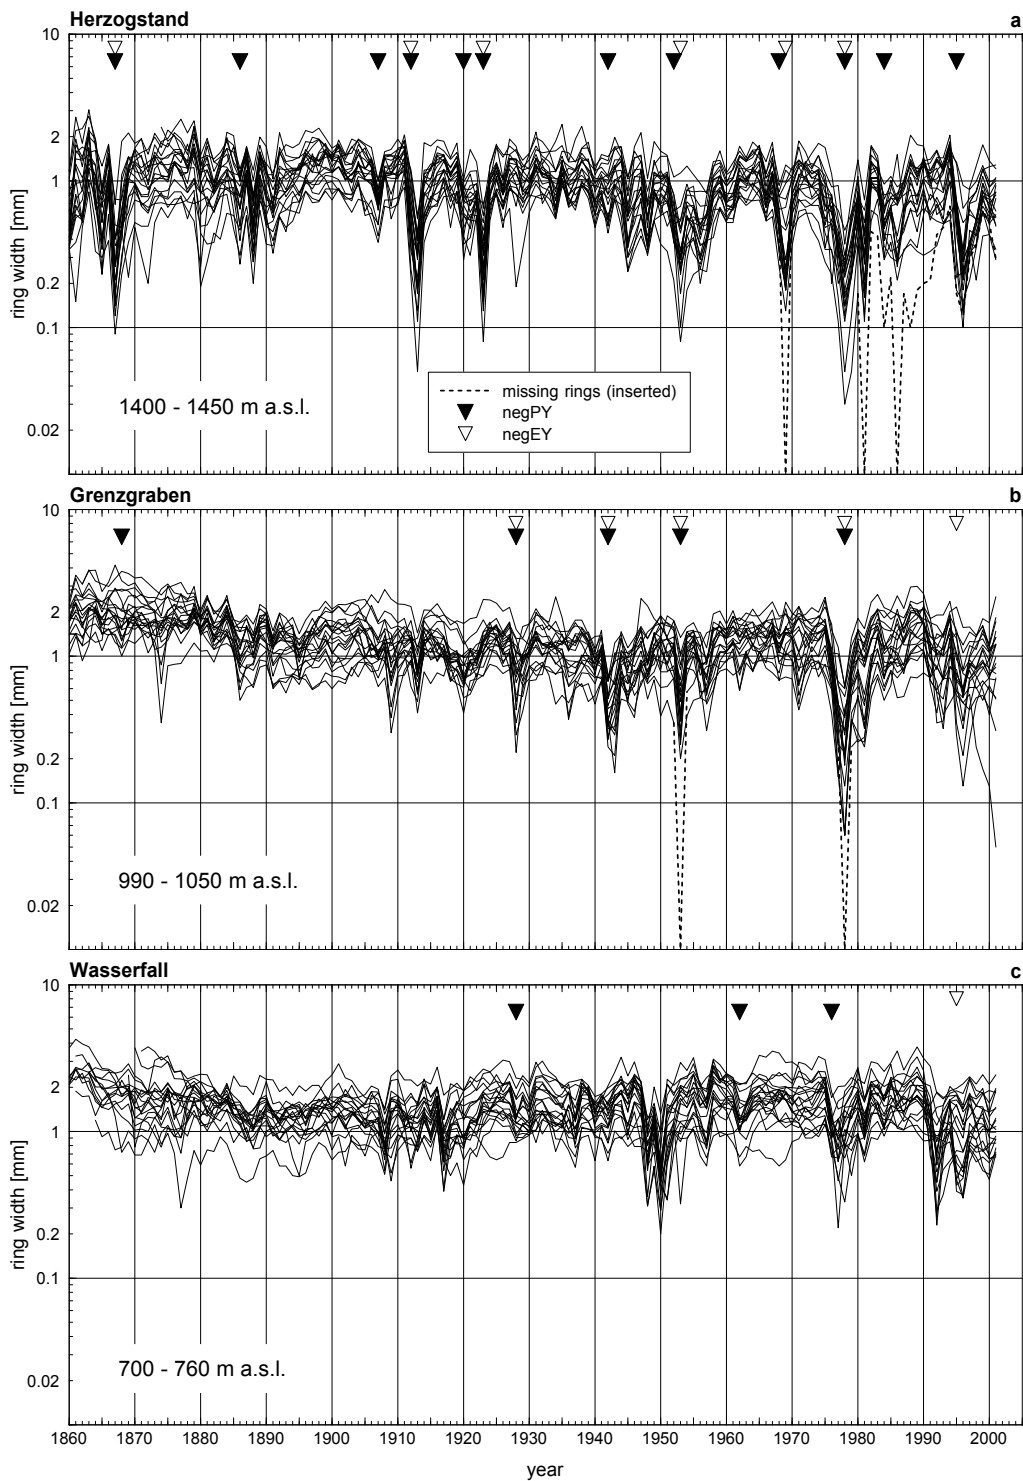 Herzogstand a
10
2
1
0.2
0.1
0.02
ring width [mm]
1400 - 1450 m a.s.l.
missing rings (inserted)
negPY
negEY
Grenzgraben b
10
2
1
0.2
0.1
0.02
ring width [mm]
990 - 1050 m a.s.l.
Wasserfall c
10
2
1
0.2
0.1
0.02
ring width [mm]
700 - 760 m a.s.l.
1860 1870 1880 1890 1900 1910 1920 1930 1940 1950 1960 1970 1980 1990 2000
year